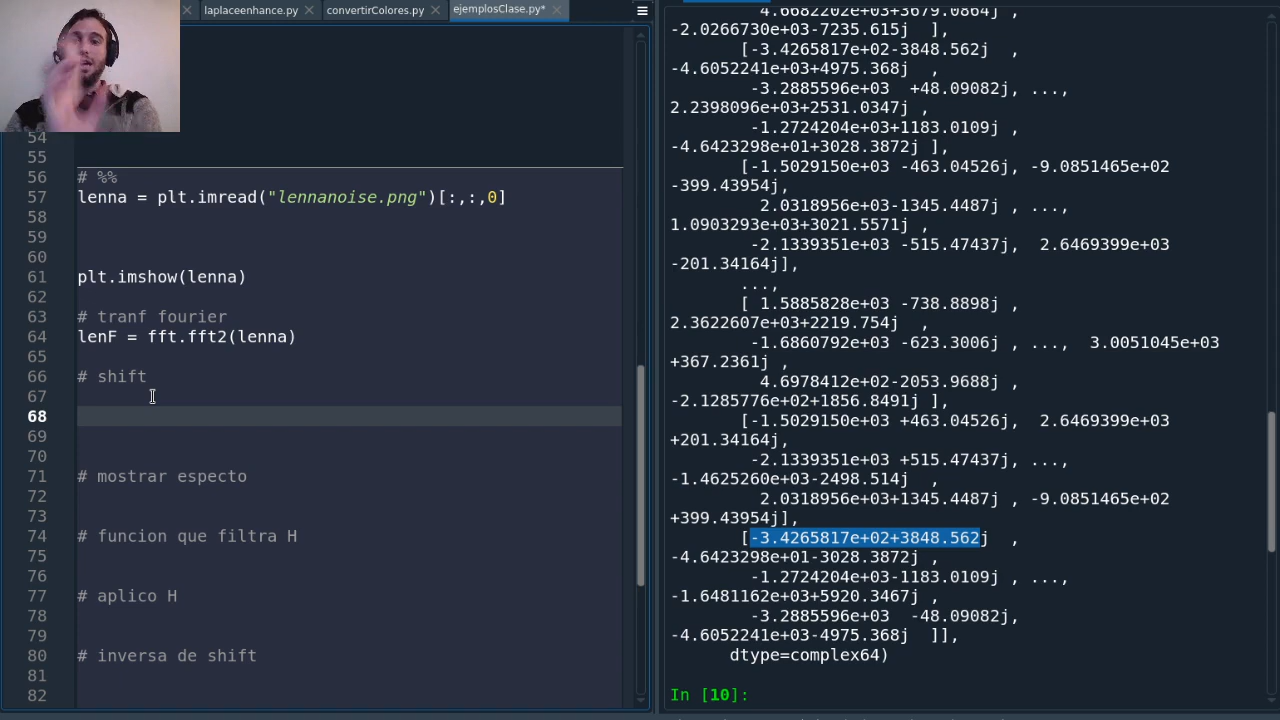 laplaceenhance.py
convertirColores.py
ejemplosClase.py*
54
55
56 # %%
57 lenna = plt.imread("lennanoise.png")[:,:,0]
58
59
60
61 plt.imshow(lenna)
62
63 # tranf fourier
64 lenF = fft.fft2(lenna)
65
66 # shift
67
68
69
70
71 # mostrar especto
72
73
74 # funcion que filtra H
75
76
77 # aplico H
78
79
80 # inversa de shift
81
82
4.6682202e+03+3679.0864j ,
-2.0266730e+03-7235.615j  ],
[-3.4265817e+02-3848.562j  ,
-4.6052241e+03+4975.368j  ,
-3.2885596e+03  +48.09082j, ...,
2.2398096e+03+2531.0347j ,
-1.2724204e+03+1183.0109j ,
-4.6423298e+01+3028.3872j ],
[-1.5029150e+03 -463.04526j, -9.0851465e+02
-399.43954j,
2.0318956e+03-1345.4487j , ...,
1.0903293e+03+3021.5571j ,
-2.1339351e+03 -515.47437j,  2.6469399e+03
-201.34164j],
...,
[ 1.5885828e+03 -738.8898j ,
2.3622607e+03+2219.754j  ,
-1.6860792e+03 -623.3006j , ...,  3.0051045e+03
+367.2361j ,
4.6978412e+02-2053.9688j ,
-2.1285776e+02+1856.8491j ],
[-1.5029150e+03 +463.04526j,  2.6469399e+03
+201.34164j,
-2.1339351e+03 +515.47437j, ...,
-1.4625260e+03-2498.514j  ,
2.0318956e+03+1345.4487j , -9.0851465e+02
+399.43954j],
[-3.4265817e+02+3848.562j  ,
-4.6423298e+01-3028.3872j ,
-1.2724204e+03-1183.0109j , ...,
-1.6481162e+03+5920.3467j ,
-3.2885596e+03  -48.09082j,
-4.6052241e+03-4975.368j  ]],
dtype=complex64)
In [10]: